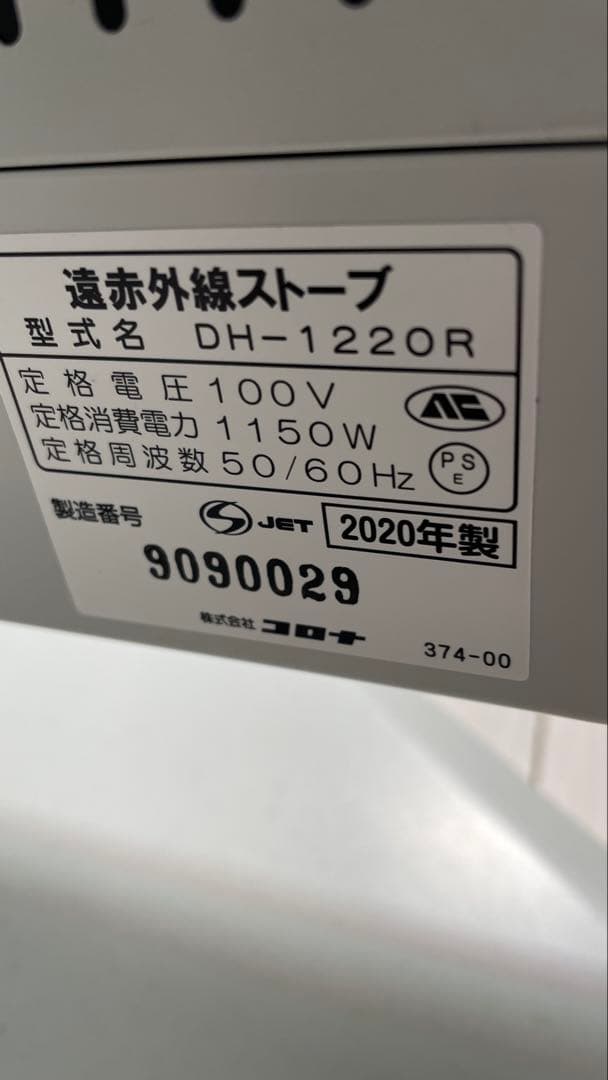 遠赤外線ストーブ
型式名 DH-1220R
定格電圧 100V
定格消費電力 1150W
定格周波数 50/60Hz
PS
E
製造番号 JET 2020年製
9090029
株式会社 コロナ 374-00